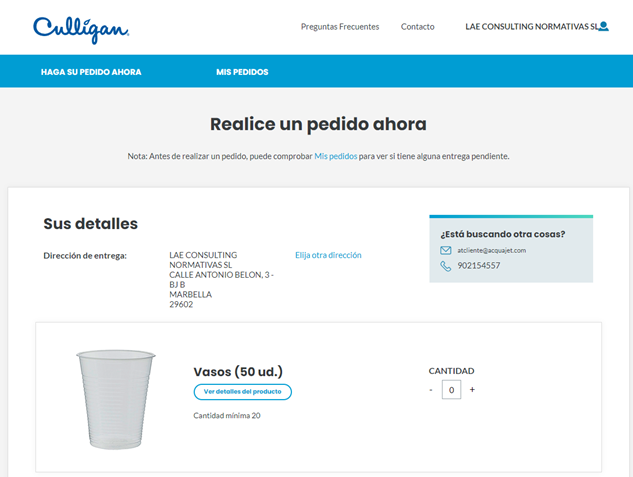 Culligan.
Preguntas Frecuentes
Contacto
LAE CONSULTING NORMATIVAS SL
HAGA SU PEDIDO AHORA
MIS PEDIDOS
Realice un pedido ahora
Nota: Antes de realizar un pedido, puede comprobar Mis pedidos para ver si tiene alguna entrega pendiente.
Sus detalles
Dirección de entrega:
LAE CONSULTING
NORMATIVAS SL
CALLE ANTONIO BELON, 3 -
BJ B
MARBELLA
29602
Elija otra dirección
¿Está buscando otra cosas?
atcliente@acquajet.com
902154557
Vasos (50 ud.)
Ver detalles del producto
Cantidad mínima 20
CANTIDAD
- 0 +